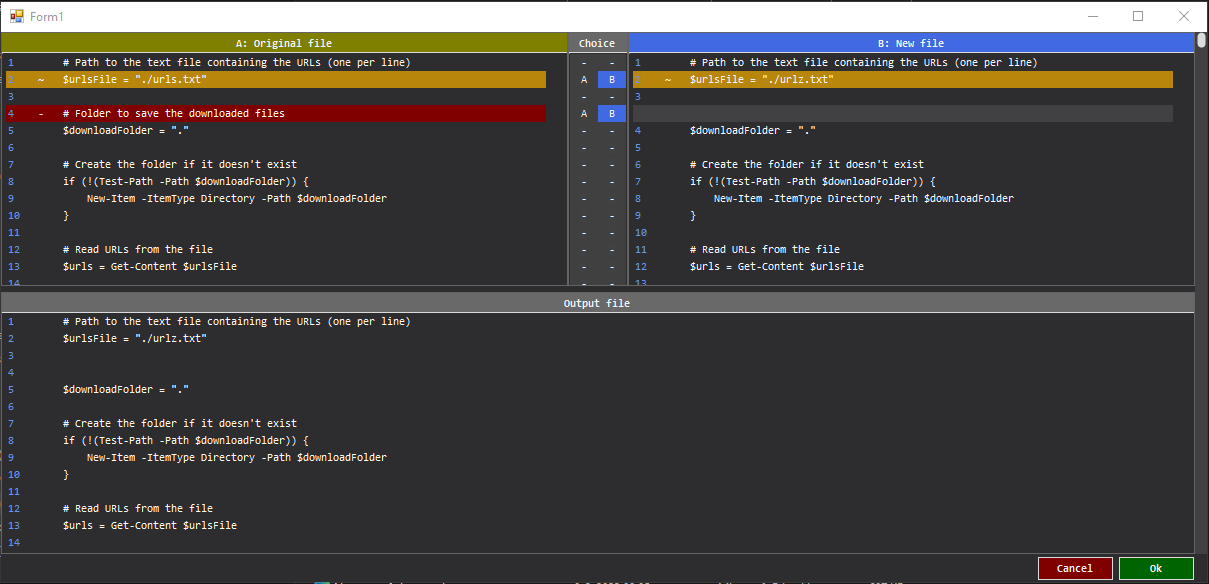 Form1
A: Original file
1 # Path to the text file containing the URLs (one per line)
2 ~ $urlsFile = "./urls.txt"
3
4 - # Folder to save the downloaded files
5 $downloadFolder = "."
6
7 # Create the folder if it doesn't exist
8 if (!(Test-Path -Path $downloadFolder)) {
9 New-Item -ItemType Directory -Path $downloadFolder
10 }
11
12 # Read URLs from the file
13 $urls = Get-Content $urlsFile
14
Choice
- -
A B
- -
A B
- -
- -
- -
- -
- -
- -
- -
- -
- -
- -
B: New file
1 # Path to the text file containing the URLs (one per line)
2 ~ $urlsFile = "./urlz.txt"
3
4 $downloadFolder = "."
5
6 # Create the folder if it doesn't exist
7 if (!(Test-Path -Path $downloadFolder)) {
8 New-Item -ItemType Directory -Path $downloadFolder
9 }
10
11 # Read URLs from the file
12 $urls = Get-Content $urlsFile
13
Output file
1 # Path to the text file containing the URLs (one per line)
2 $urlsFile = "./urlz.txt"
3
4
5 $downloadFolder = "."
6
7 # Create the folder if it doesn't exist
8 if (!(Test-Path -Path $downloadFolder)) {
9 New-Item -ItemType Directory -Path $downloadFolder
10 }
11
12 # Read URLs from the file
13 $urls = Get-Content $urlsFile
14
Cancel
Ok